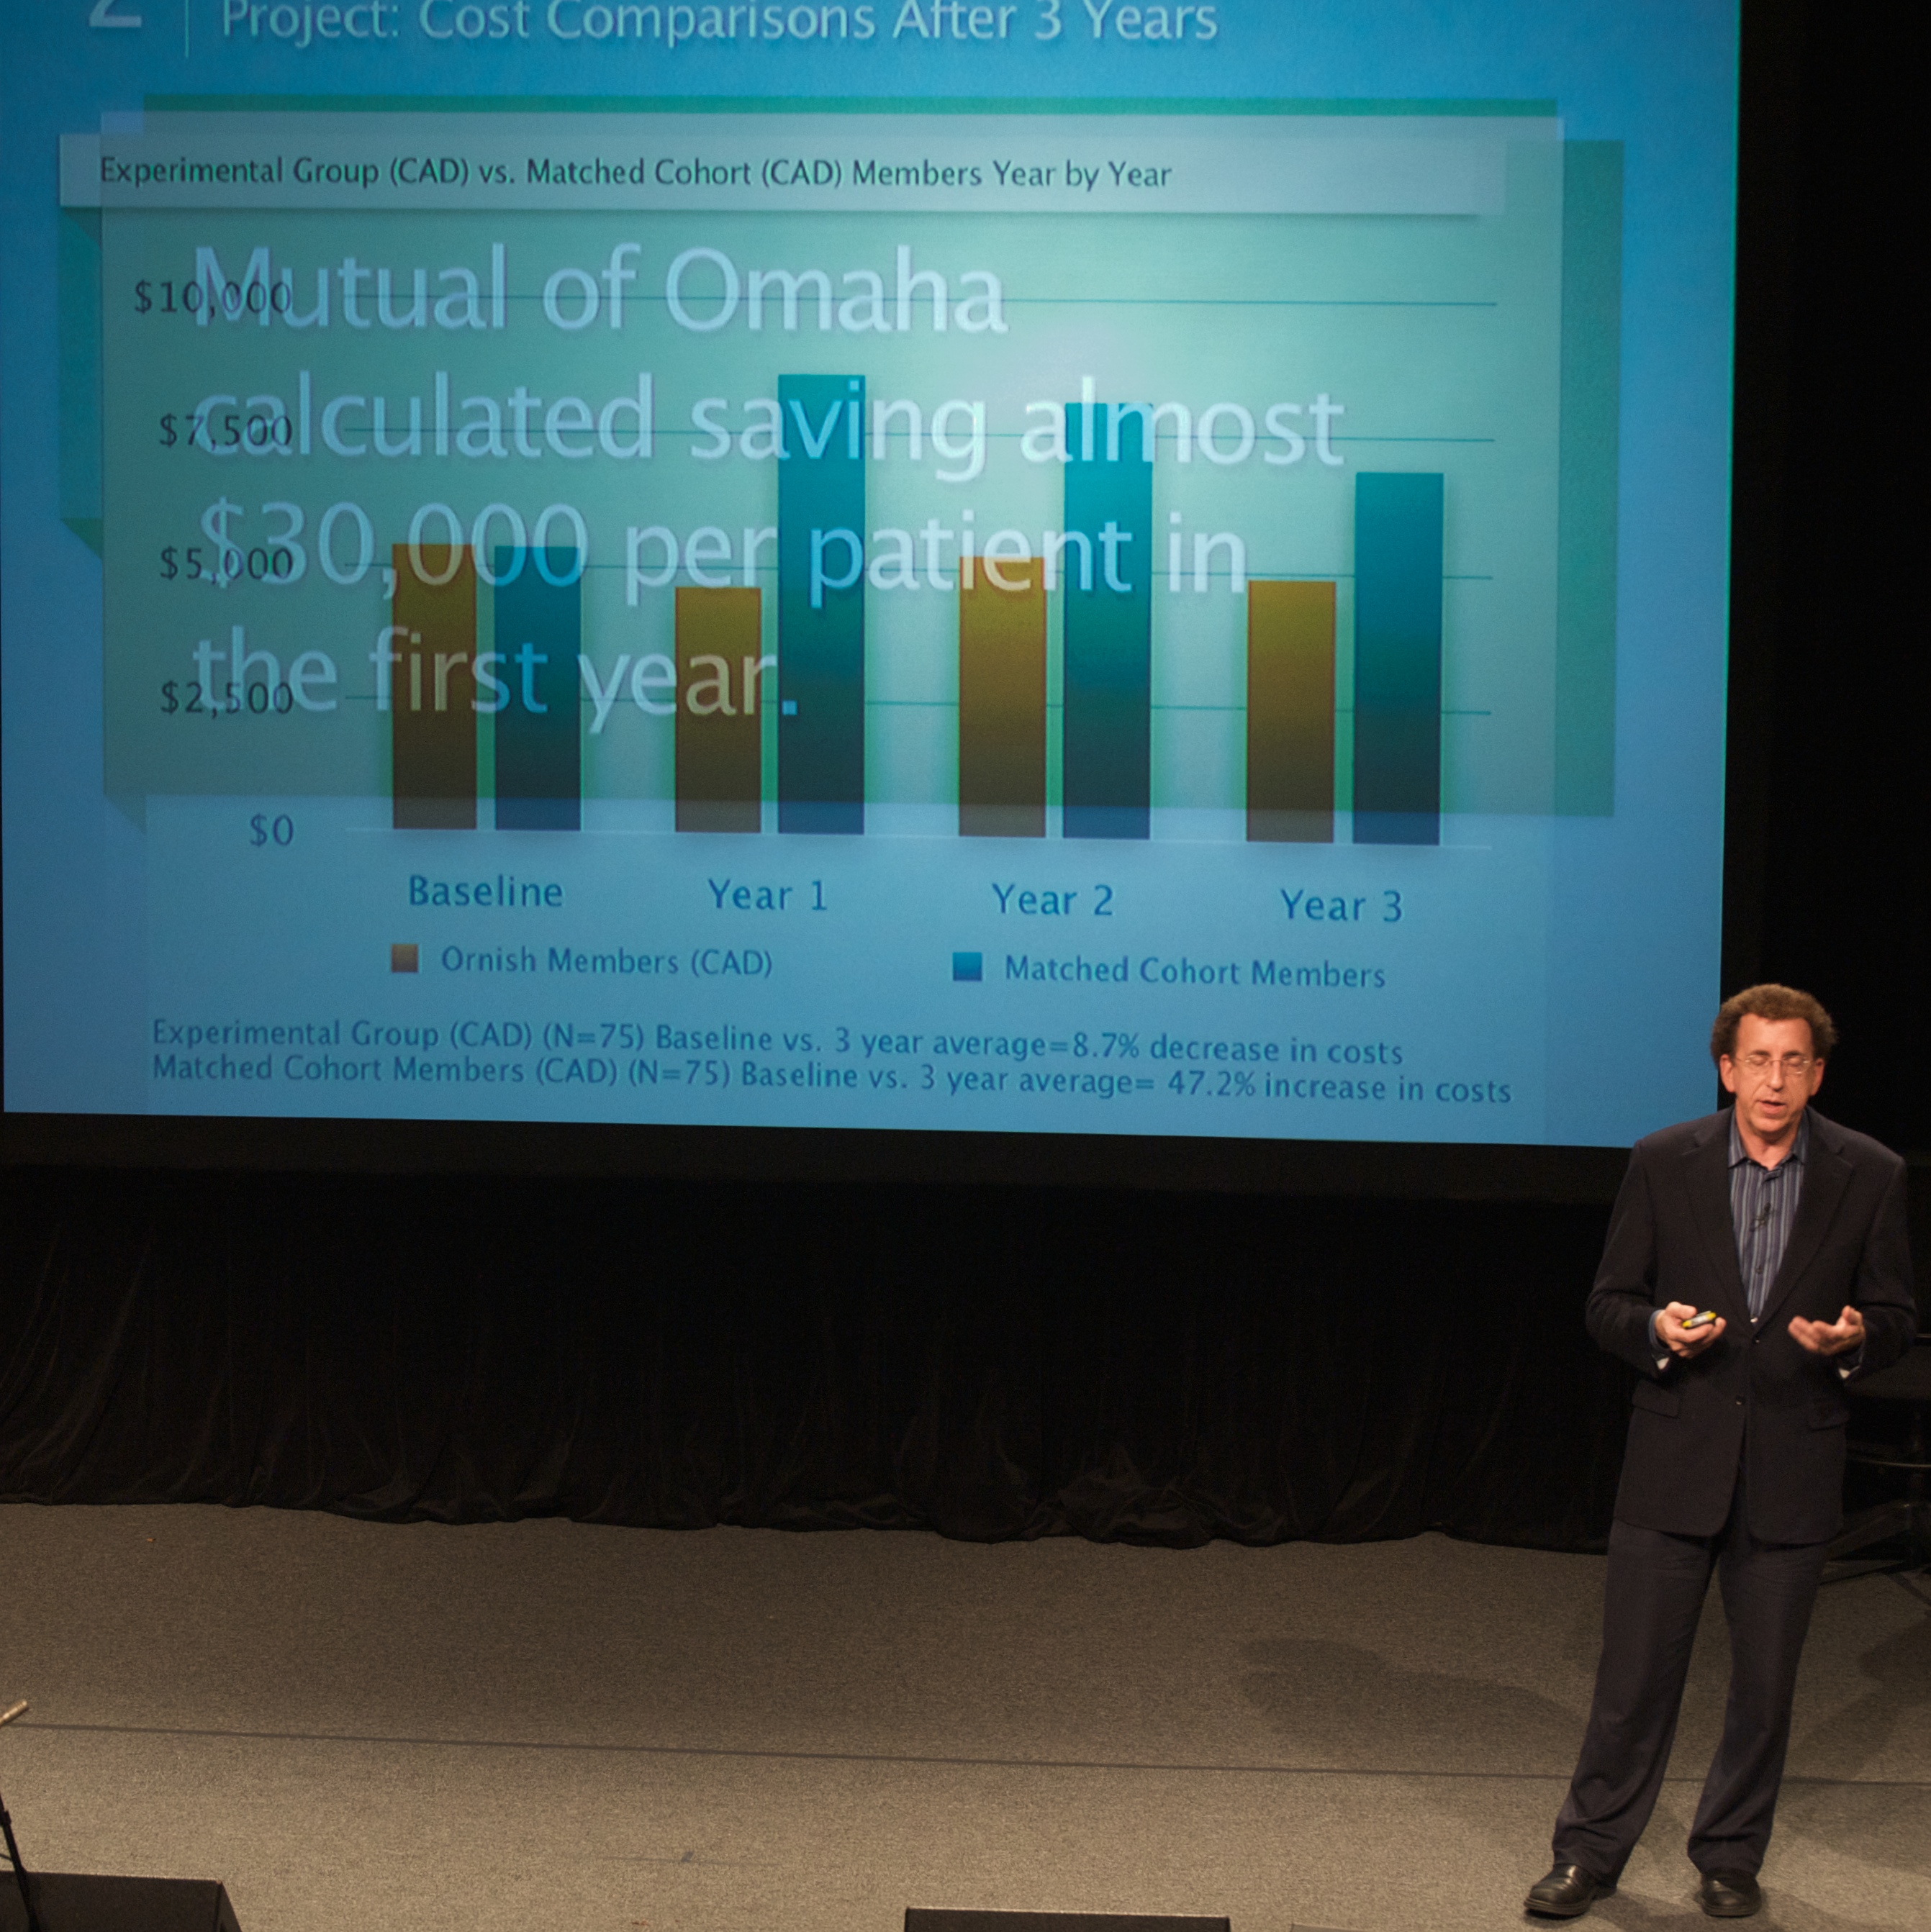 2
Project: Cost Comparisons After 3 Years
Experimental Group (CAD) vs. Matched Cohort (CAD) Members Year by Year
Mutual of Omaha
calculated saving almost
$30,000 per patient in
the first year.
$10,000
$7,500
$5,000
$2,500
$0
Baseline Year 1 Year 2 Year 3
Ornish Members (CAD) Matched Cohort Members
Experimental Group (CAD) (N=75) Baseline vs. 3 year average=8.7% decrease in costs
Matched Cohort Members (CAD) (N=75) Baseline vs. 3 year average= 47.2% increase in costs